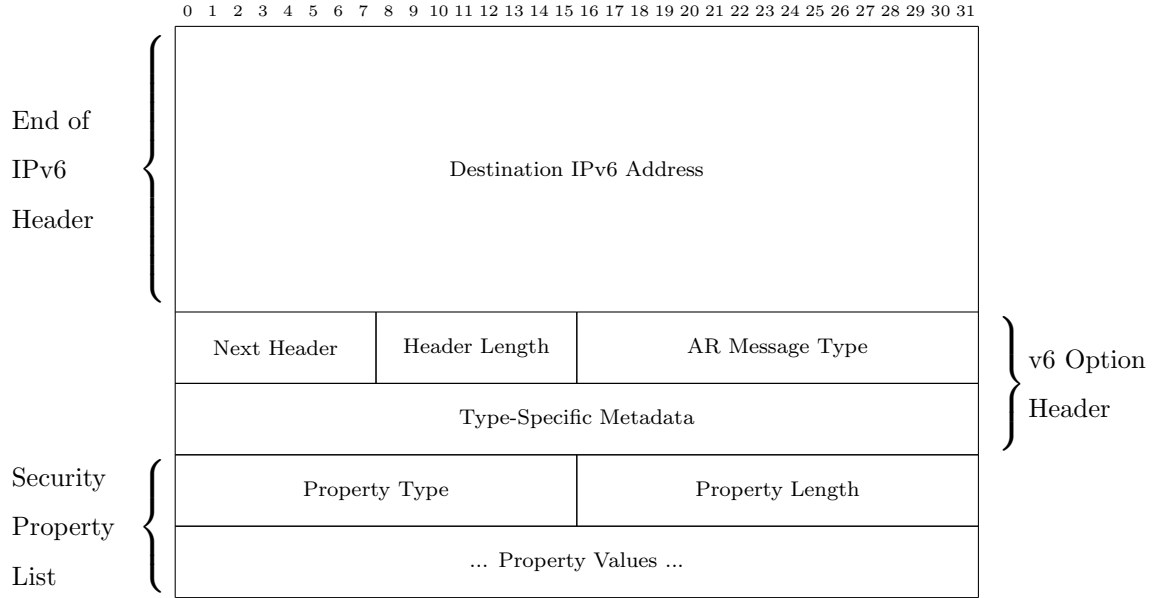 0 1 2 3 4 5 6 7 8 9 10 11 12 13 14 15 16 17 18 19 20 21 22 23 24 25 26 27 28 29 30 31
End of
IPv6
Header
Destination IPv6 Address
Next Header Header Length AR Message Type
v6 Option
Header
Type-Specific Metadata
Security
Property
List
Property Type Property Length
... Property Values ...